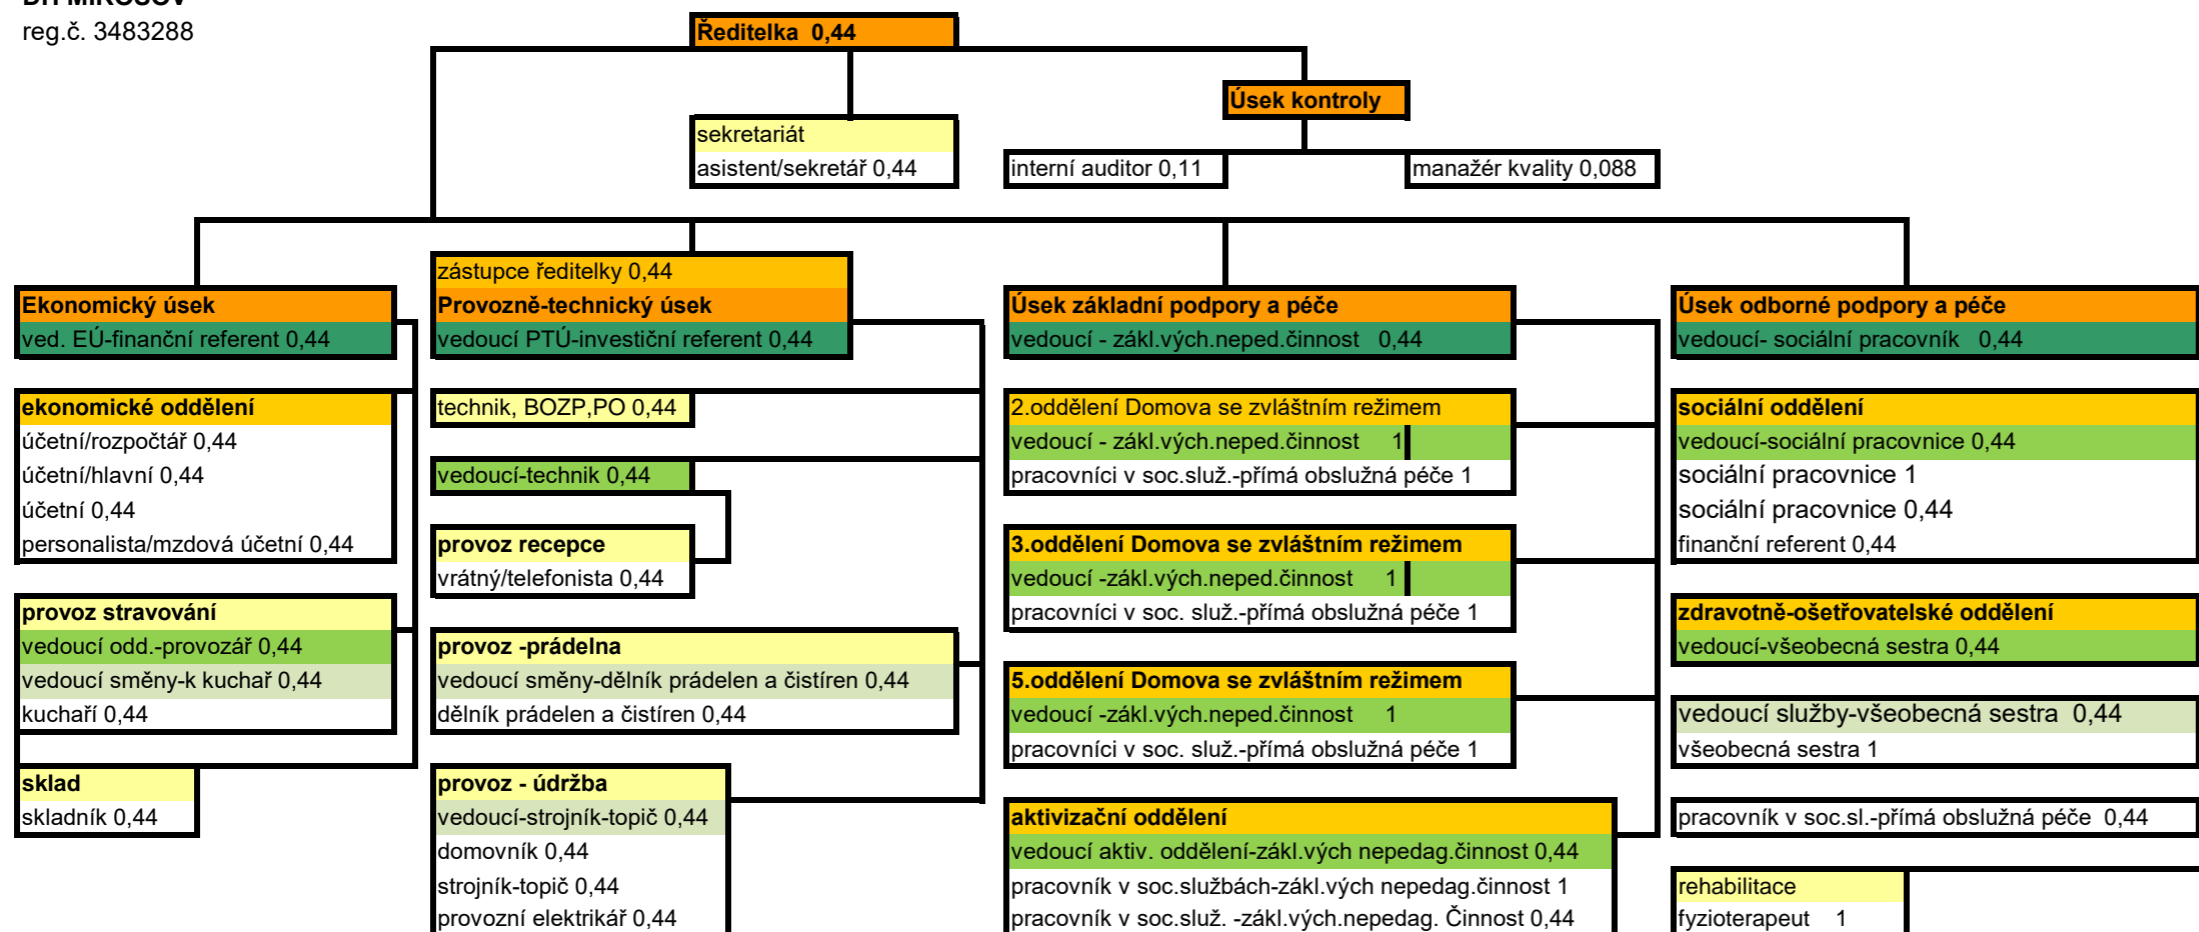 DH MIROŠOV
reg.č. 3483288
Ředitelka 0,44
Úsek kontroly
sekretariát
asistent/sekretář 0,44
interní auditor 0,11
manažér kvality 0,088
Ekonomický úsek
ved. EÚ-finanční referent 0,44
ekonomické oddělení
účetní/rozpočtář 0,44
účetní/hlavní 0,44
účetní 0,44
personalista/mzdová účetní 0,44
provoz stravování
vedoucí odd.-provozář 0,44
vedoucí směny-k kuchař 0,44
kuchaří 0,44
sklad
skladník 0,44
zástupce ředitelky 0,44
Provozně-technický úsek
vedoucí PTÚ-investiční referent 0,44
technik, BOZP,PO 0,44
vedoucí-technik 0,44
provoz recepce
vrátný/telefonista 0,44
provoz -prádelna
vedoucí směny-dělník prádelen a čistíren 0,44
dělník prádelen a čistíren 0,44
provoz - údržba
vedoucí-strojník-topič 0,44
domovník 0,44
strojník-topič 0,44
provozní elektrikář 0,44
Úsek základní podpory a péče
vedoucí - zákl.vých.neped.činnost 0,44
2.oddělení Domova se zvláštním režimem
vedoucí - zákl.vých.neped.činnost 1
pracovníci v soc.služ.-přímá obslužná péče 1
3.oddělení Domova se zvláštním režimem
vedoucí -zákl.vých.neped.činnost 1
pracovníci v soc. služ.-přímá obslužná péče 1
5.oddělení Domova se zvláštním režimem
vedoucí -zákl.vých.neped.činnost 1
pracovníci v soc. služ.-přímá obslužná péče 1
aktivizační oddělení
vedoucí aktiv. oddělení-zákl.vých nepedag.činnost 0,44
pracovník v soc.službách-zákl.vých nepedag.činnost 1
pracovník v soc.služ. -zákl.vých.nepedag. Činnost 0,44
Úsek odborné podpory a péče
vedoucí- sociální pracovník 0,44
sociální oddělení
vedoucí-sociální pracovnice 0,44
sociální pracovnice 1
sociální pracovnice 0,44
finanční referent 0,44
zdravotně-ošetřovatelské oddělení
vedoucí-všeobecná sestra 0,44
vedoucí služby-všeobecná sestra 0,44
všeobecná sestra 1
pracovník v soc.sl.-přímá obslužná péče 0,44
rehabilitace
fyzioterapeut 1